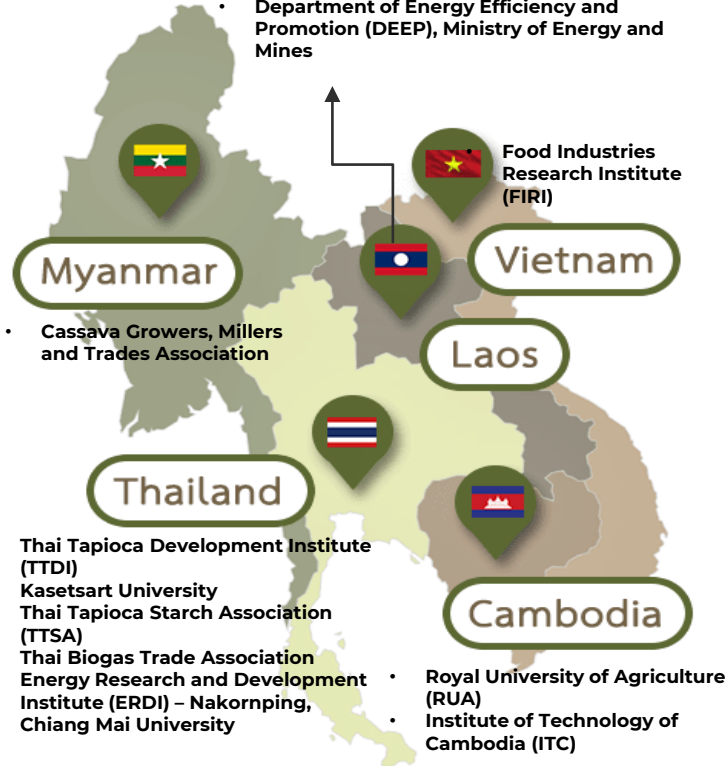 • Department of Energy Efficiency and
Promotion (DEEP), Ministry of Energy and
Mines
• Food Industries
Research Institute
(FIRI)
Myanmar
Vietnam
• Cassava Growers, Millers
and Trades Association
Laos
Thailand
Thai Tapioca Development Institute
(TTDI)
Kasetsart University
Thai Tapioca Starch Association
(TTSA)
Thai Biogas Trade Association
Energy Research and Development
Institute (ERDI) – Nakornping,
Chiang Mai University
Cambodia
• Royal University of Agriculture
(RUA)
• Institute of Technology of
Cambodia (ITC)